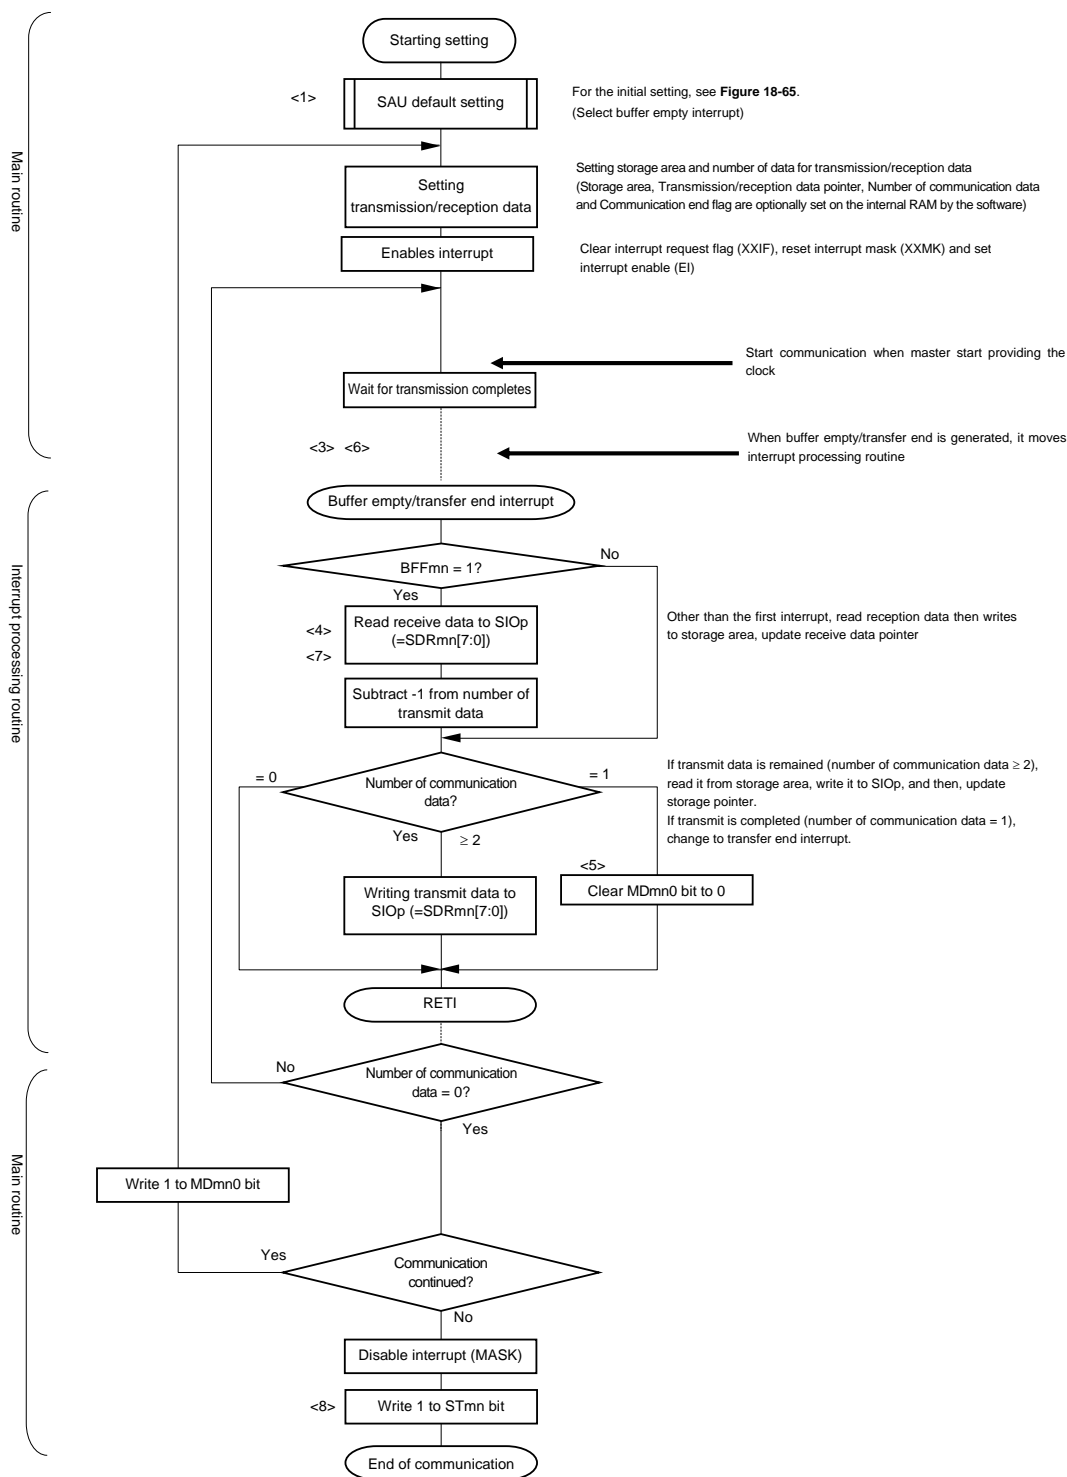 Starting setting
<1>
SAU default setting
For the initial setting, see Figure 18-65.
(Select buffer empty interrupt)
Main routine
Setting
transmission/reception data
Setting storage area and number of data for transmission/reception data
(Storage area, Transmission/reception data pointer, Number of communication data
and Communication end flag are optionally set on the internal RAM by the software)
Enables interrupt
Clear interrupt request flag (XXIF), reset interrupt mask (XXMK) and set
interrupt enable (EI)
Start communication when master start providing the
clock
Wait for transmission completes
<3> <6>
When buffer empty/transfer end is generated, it moves
interrupt processing routine
Buffer empty/transfer end interrupt
Interrupt processing routine
BFFmn = 1?
No
Yes
<4>
<7>
Read receive data to SIOp
(=SDRmn[7:0])
Other than the first interrupt, read reception data then writes
to storage area, update receive data pointer
Subtract -1 from number of
transmit data
= 0
Number of communication
data?
= 1
Yes
≥ 2
If transmit data is remained (number of communication data ≥ 2),
read it from storage area, write it to SIOp, and then, update
storage pointer.
If transmit is completed (number of communication data = 1),
change to transfer end interrupt.
<5>
Writing transmit data to
SIOp (=SDRmn[7:0])
Clear MDmn0 bit to 0
RETI
No
Number of communication
data = 0?
Yes
Main routine
Write 1 to MDmn0 bit
Yes
Communication
continued?
No
Disable interrupt (MASK)
<8>
Write 1 to STmn bit
End of communication